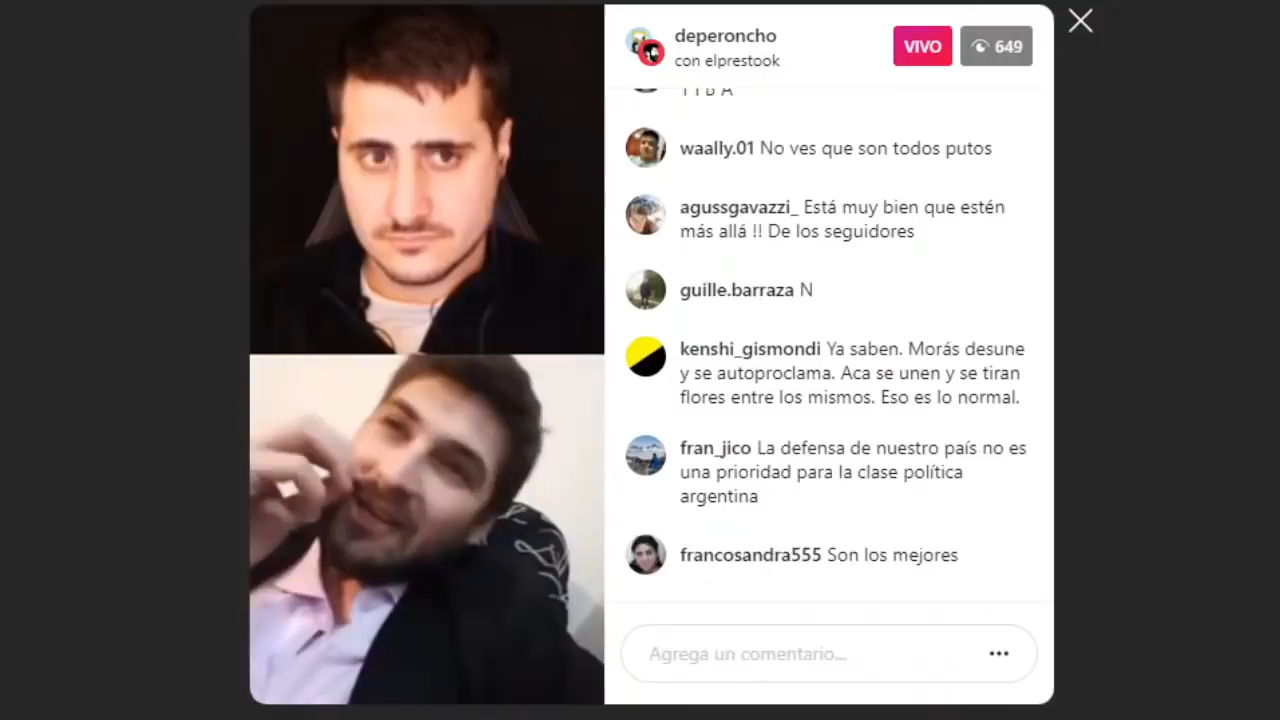 deperoncho
con elprestook
VIVO
649
waally.01 No ves que son todos putos
agussgavazzi_ Está muy bien que estén
más allá !! De los seguidores
guille.barraza N
kenshi_gismondi Ya saben. Morás desune
y se autoproclama. Aca se unen y se tiran
flores entre los mismos. Eso es lo normal.
fran_jico La defensa de nuestro país no es
una prioridad para la clase política
argentina
francosandra555 Son los mejores
Agrega un comentario...